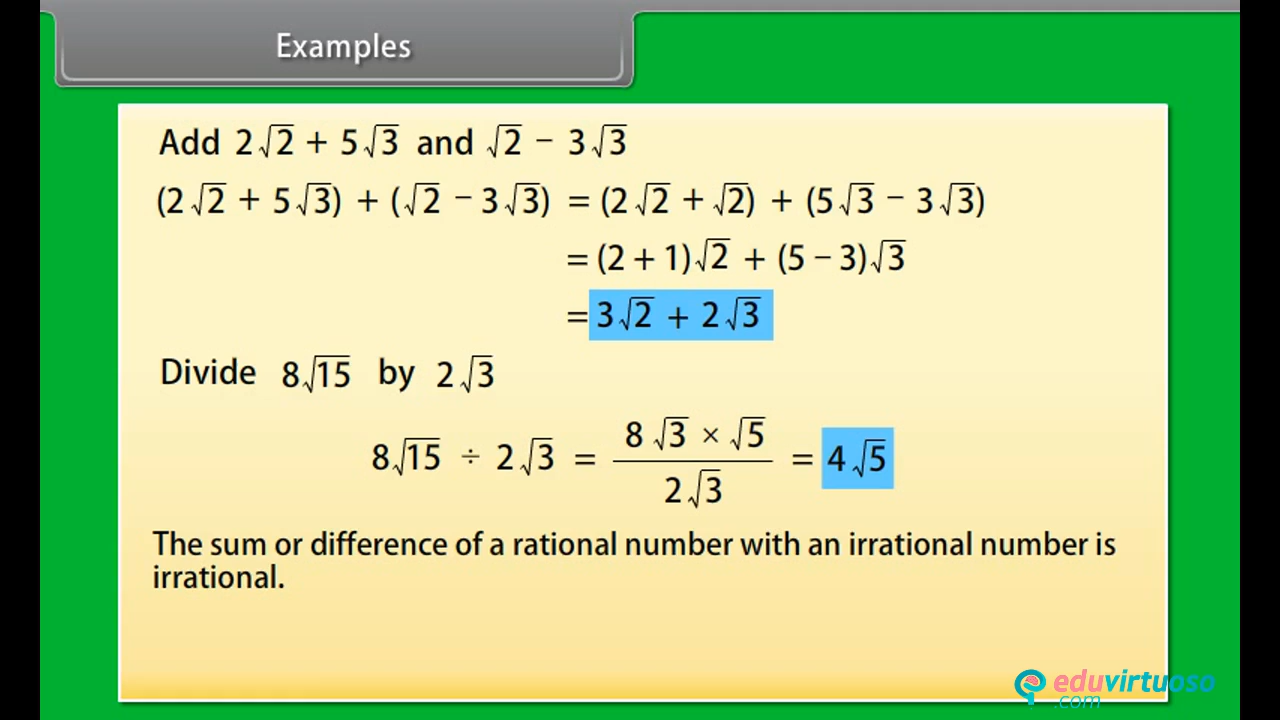 Examples
Add 2√2 + 5√3 and √2 − 3√3
(2√2 + 5√3) + (√2 − 3√3) = (2√2 + √2) + (5√3 − 3√3)
= (2 + 1)√2 + (5 − 3)√3
= 3√2 + 2√3
Divide 8√15 by 2√3
8√15 ÷ 2√3 = (8√3 × √5)/(2√3) = 4√5
The sum or difference of a rational number with an irrational number is
irrational.
eduvirtuoso
.com